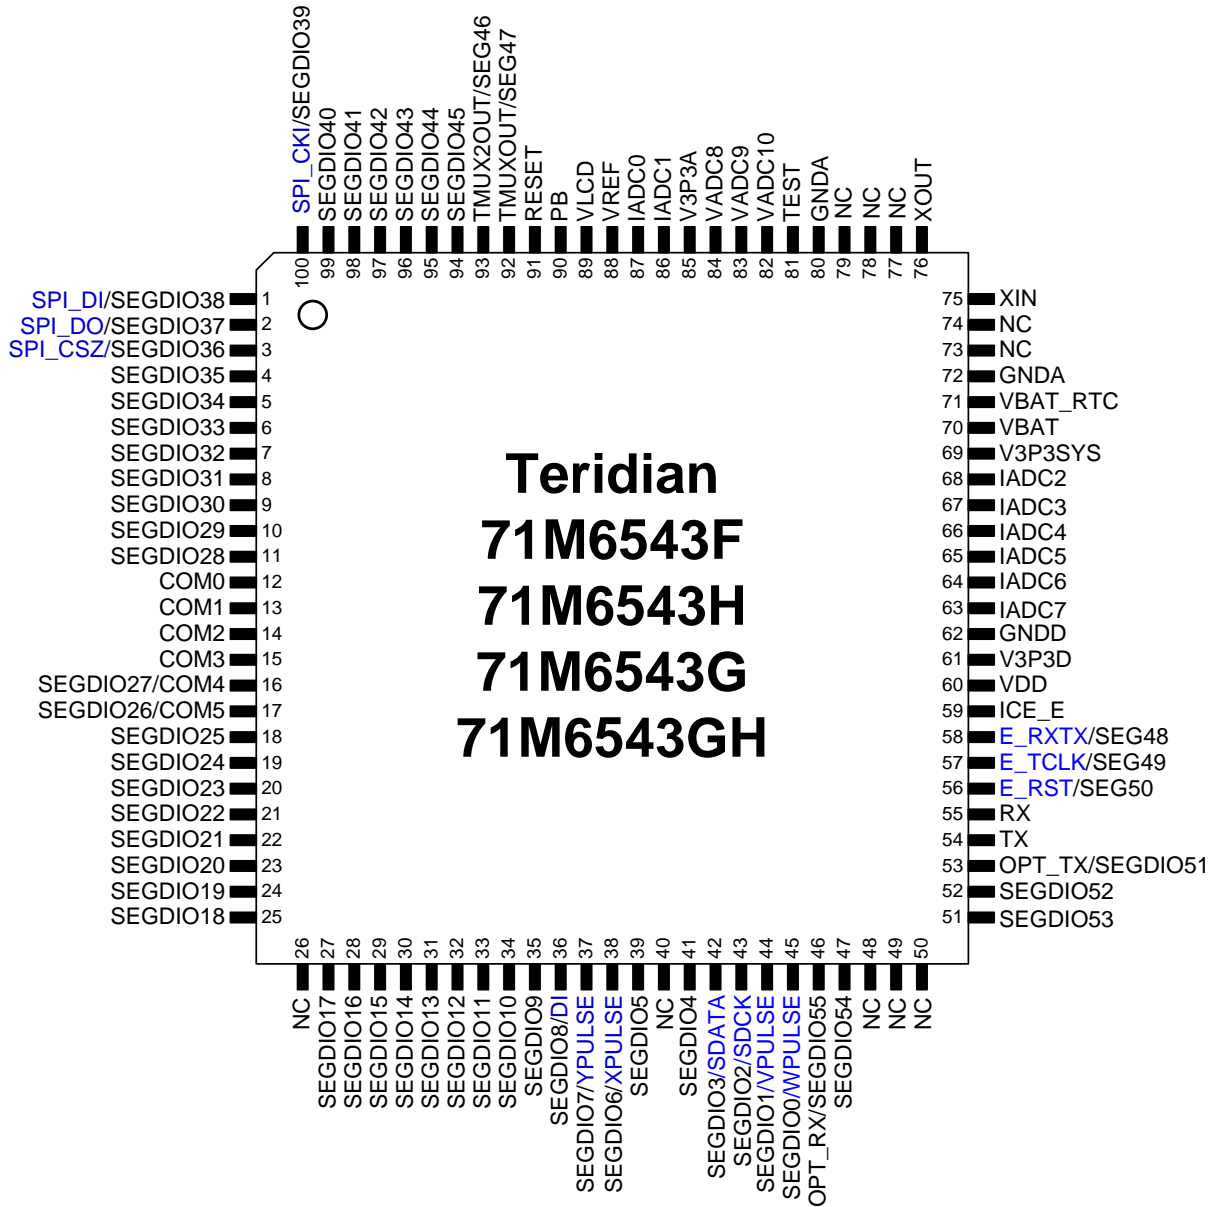 SPI_CKI/SEGDIO39
SEGDIO40
SEGDIO41
SEGDIO42
SEGDIO43
SEGDIO44
SEGDIO45
TMUX2OUT/SEG46
TMUXOUT/SEG47
RESET
PB
VLCD
VREF
IADC0
IADC1
V3P3A
VADC8
VADC9
VADC10
TEST
GNDA
NC
NC
NC
XOUT
100
99
98
97
96
95
94
93
92
91
90
89
88
87
86
85
84
83
82
81
80
79
78
77
76
SPI_DI/SEGDIO38 1
SPI_DO/SEGDIO37 2
SPI_CSZ/SEGDIO36 3
SEGDIO35 4
SEGDIO34 5
SEGDIO33 6
SEGDIO32 7
SEGDIO31 8
SEGDIO30 9
SEGDIO29 10
SEGDIO28 11
COM0 12
COM1 13
COM2 14
COM3 15
SEGDIO27/COM4 16
SEGDIO26/COM5 17
SEGDIO25 18
SEGDIO24 19
SEGDIO23 20
SEGDIO22 21
SEGDIO21 22
SEGDIO20 23
SEGDIO19 24
SEGDIO18 25
Teridian
71M6543F
71M6543H
71M6543G
71M6543GH
75 XIN
74 NC
73 NC
72 GNDA
71 VBAT_RTC
70 VBAT
69 V3P3SYS
68 IADC2
67 IADC3
66 IADC4
65 IADC5
64 IADC6
63 IADC7
62 GNDD
61 V3P3D
60 VDD
59 ICE_E
58 E_RXTX/SEG48
57 E_TCLK/SEG49
56 E_RST/SEG50
55 RX
54 TX
53 OPT_TX/SEGDIO51
52 SEGDIO52
51 SEGDIO53
26
27
28
29
30
31
32
33
34
35
36
37
38
39
40
41
42
43
44
45
46
47
48
49
50
NC
SEGDIO17
SEGDIO16
SEGDIO15
SEGDIO14
SEGDIO13
SEGDIO12
SEGDIO11
SEGDIO10
SEGDIO9
SEGDIO8/DI
SEGDIO7/YPULSE
SEGDIO6/XPULSE
SEGDIO5
NC
SEGDIO4
SEGDIO3/SDATA
SEGDIO2/SDCK
SEGDIO1/VPULSE
SEGDIO0/WPULSE
OPT_RX/SEGDIO55
SEGDIO54
NC
NC
NC